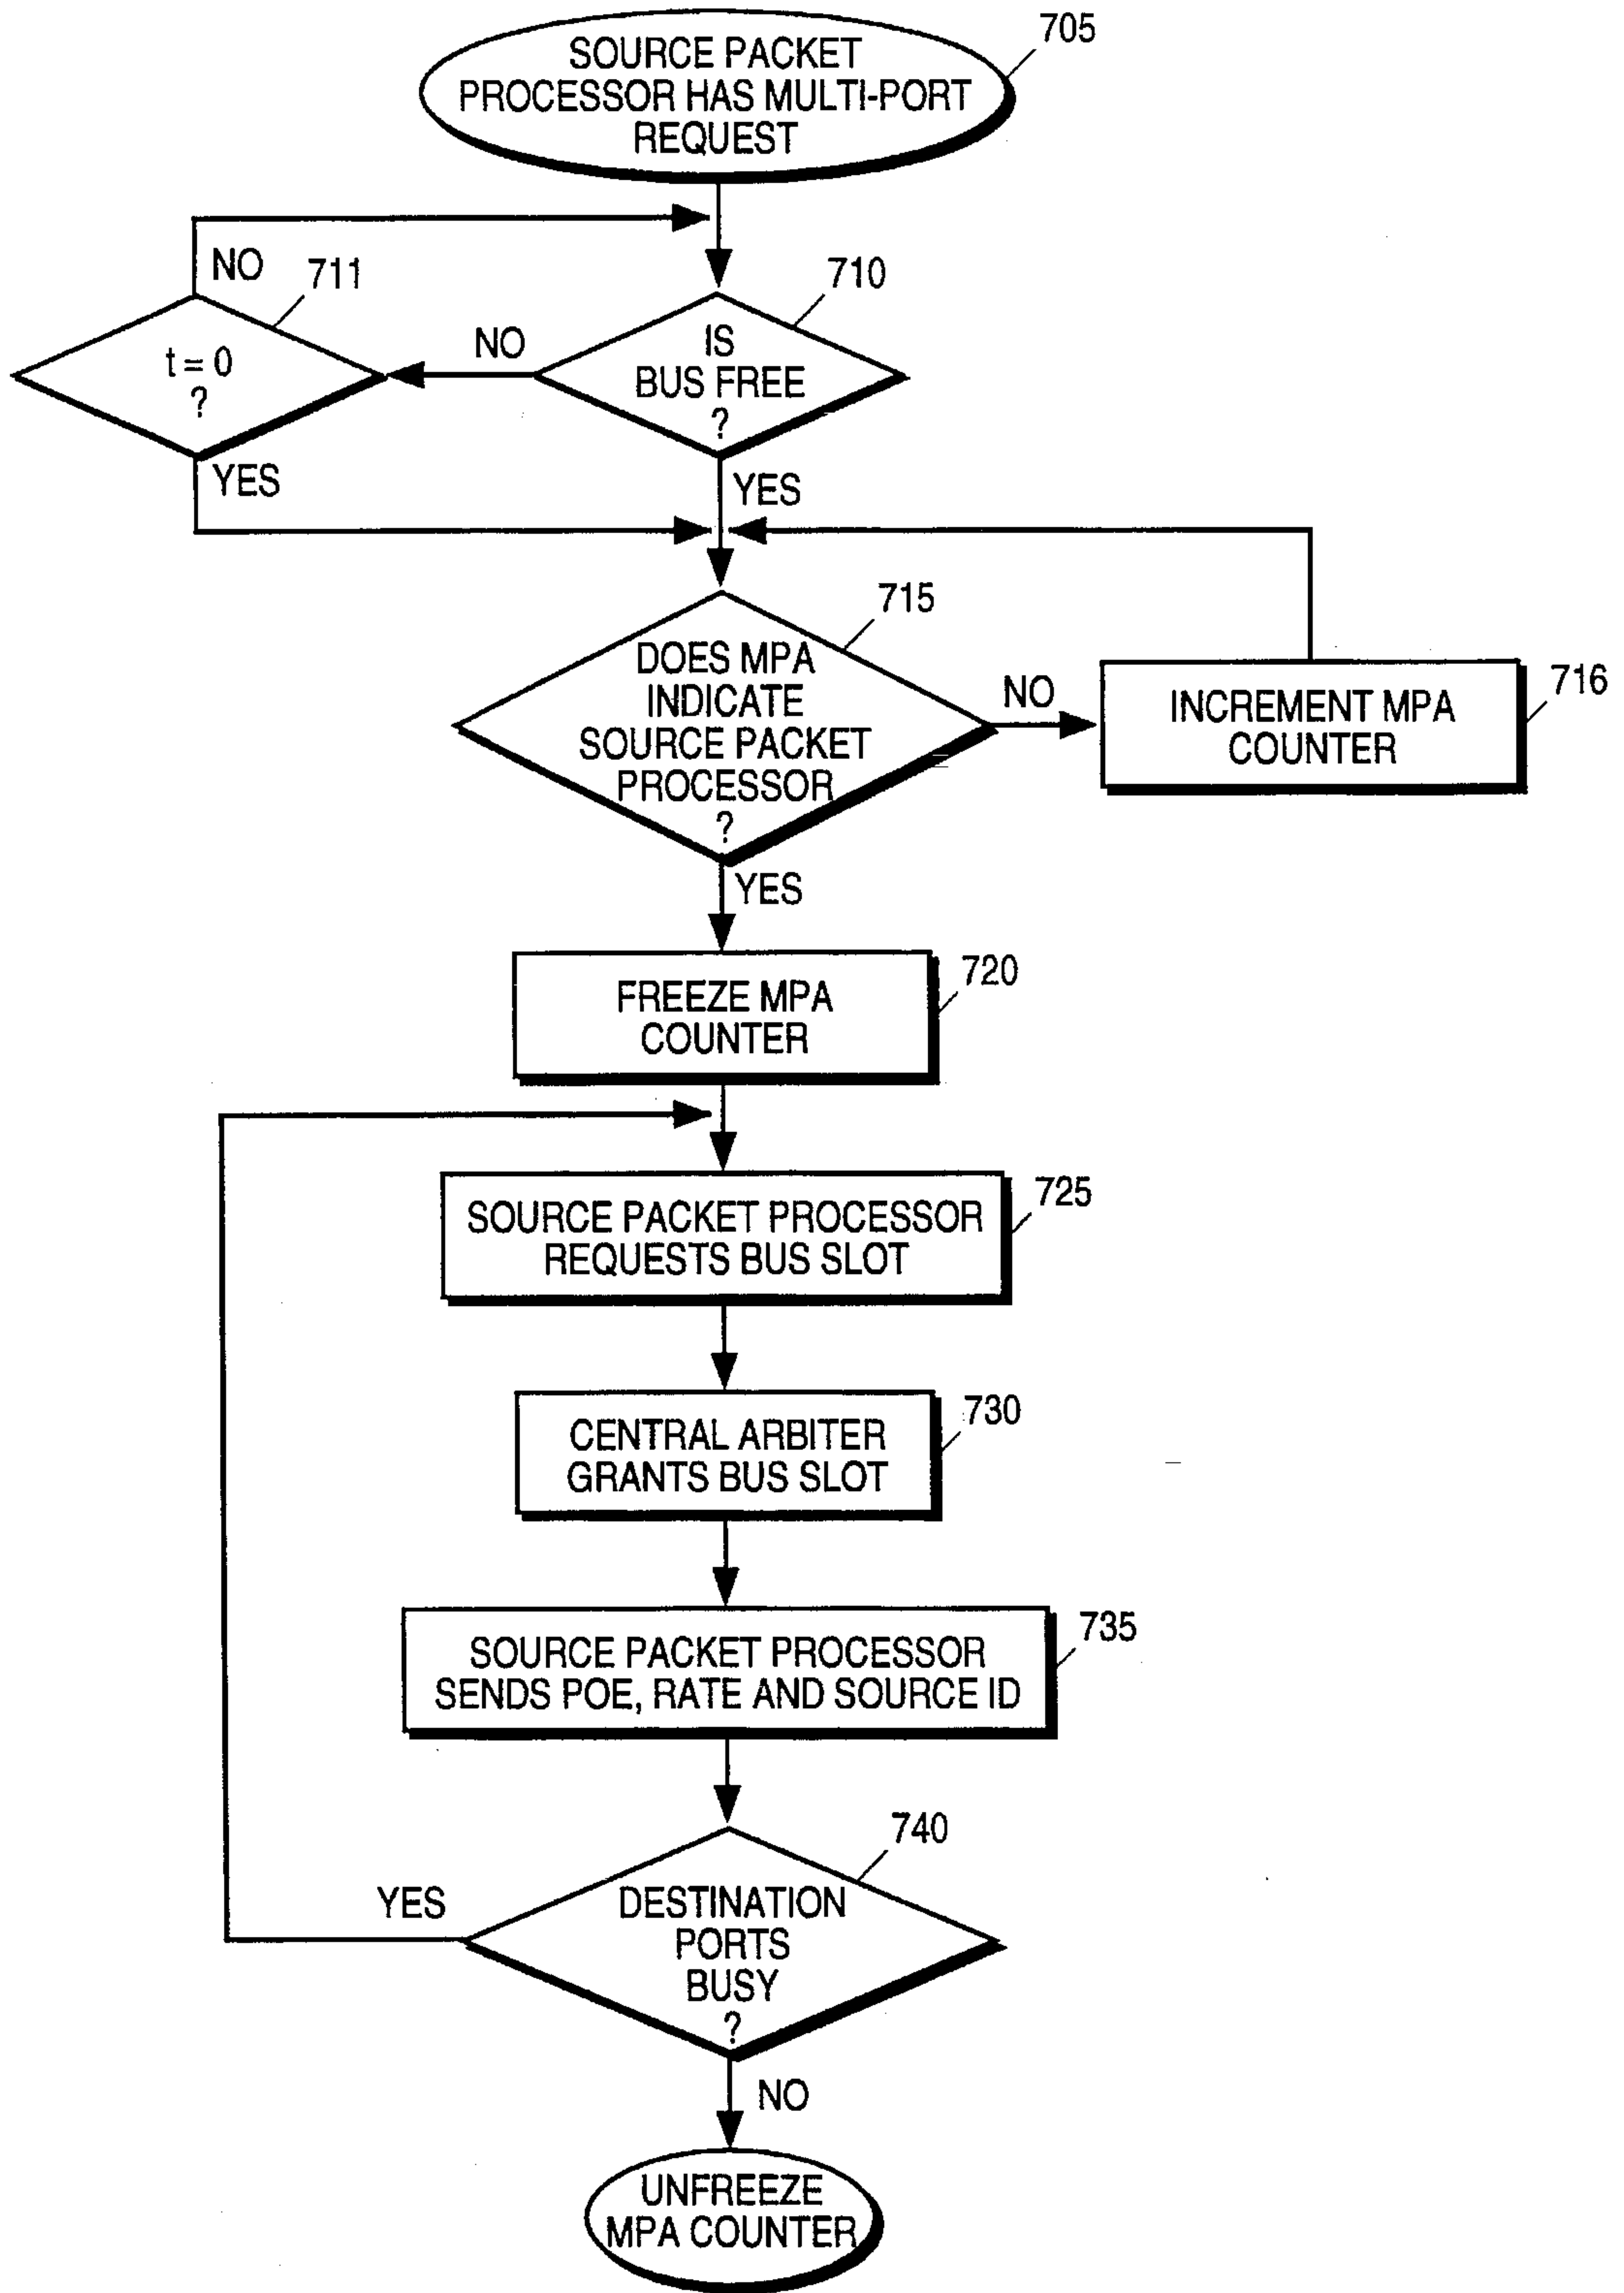 SOURCE PACKET
PROCESSOR HAS MULTI-PORT
REQUEST
705
NO
711
t = 0
?
YES
NO
710
IS
BUS FREE
?
YES
715
DOES MPA
INDICATE
SOURCE PACKET
PROCESSOR
?
NO
716
INCREMENT MPA
COUNTER
YES
720
FREEZE MPA
COUNTER
725
SOURCE PACKET PROCESSOR
REQUESTS BUS SLOT
730
CENTRAL ARBITER
GRANTS BUS SLOT
735
SOURCE PACKET PROCESSOR
SENDS POE, RATE AND SOURCE ID
740
YES
DESTINATION
PORTS
BUSY
?
NO
UNFREEZE
MPA COUNTER